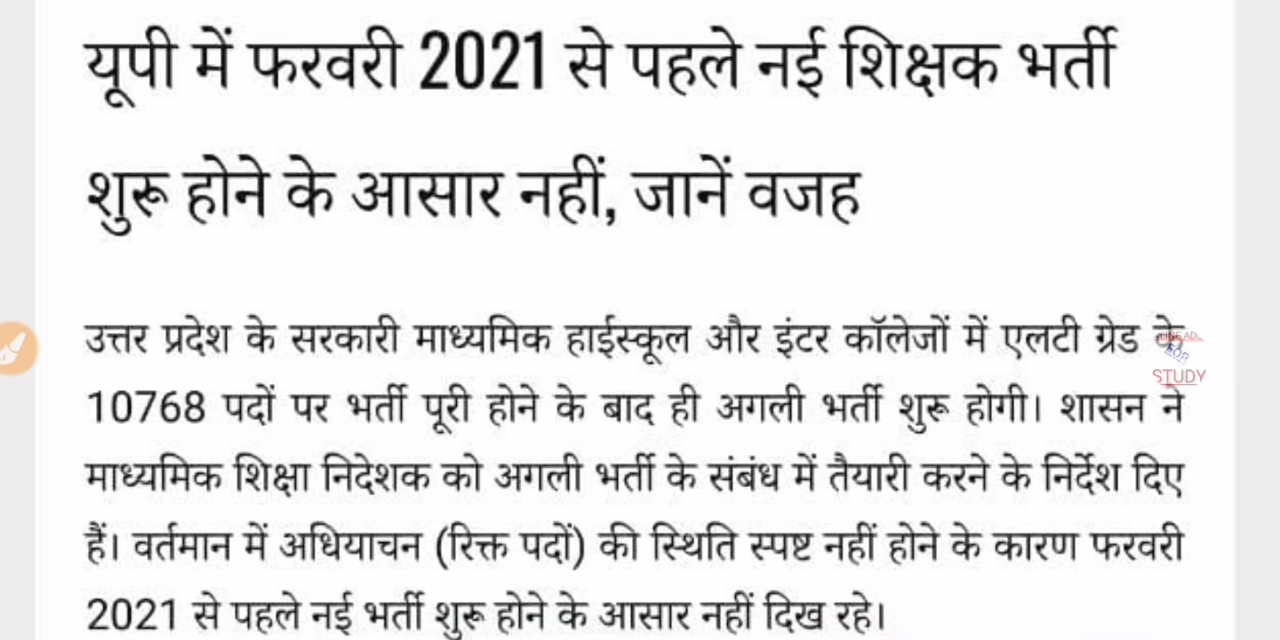 यूपी में फरवरी 2021 से पहले नई शिक्षक भर्ती
शुरू होने के आसार नहीं, जानें वजह
उत्तर प्रदेश के सरकारी माध्यमिक हाईस्कूल और इंटर कॉलेजों में एलटी ग्रेड के
10768 पदों पर भर्ती पूरी होने के बाद ही अगली भर्ती शुरू होगी। शासन ने
माध्यमिक शिक्षा निदेशक को अगली भर्ती के संबंध में तैयारी करने के निर्देश दिए
हैं। वर्तमान में अधियाचन (रिक्त पदों) की स्थिति स्पष्ट नहीं होने के कारण फरवरी
2021 से पहले नई भर्ती शुरू होने के आसार नहीं दिख रहे।
FOR
STUDY